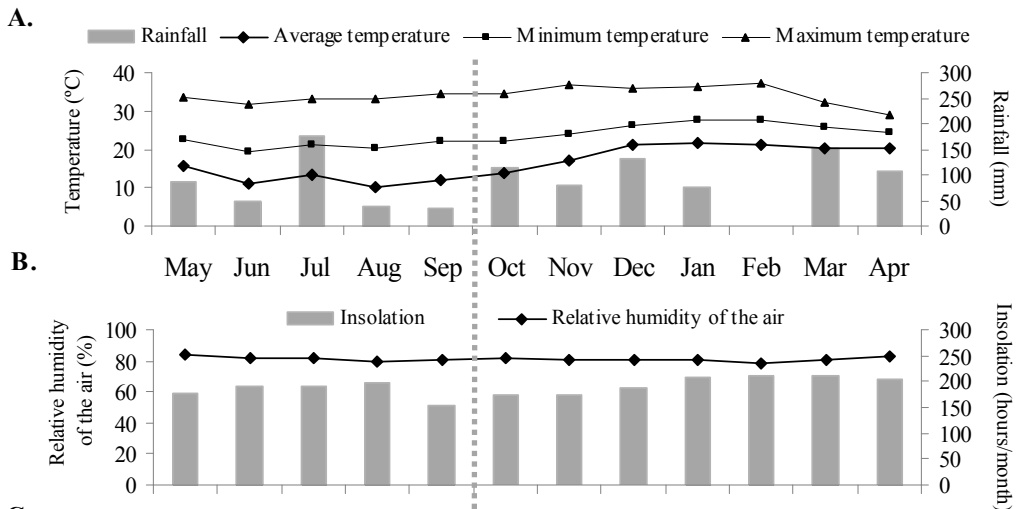 A.
Rainfall Average temperature Minimum temperature Maximum temperature
Temperature (ºC)
40
30
20
10
0
300
250
200
150
100
50
0
Rainfall (mm)
May Jun Jul Aug Sep Oct Nov Dec Jan Feb Mar Apr
B.
Insolation Relative humidity of the air
Relative humidity
of the air (%)
100
80
60
40
20
0
300
250
200
150
100
50
0
Insolation (hours/month)